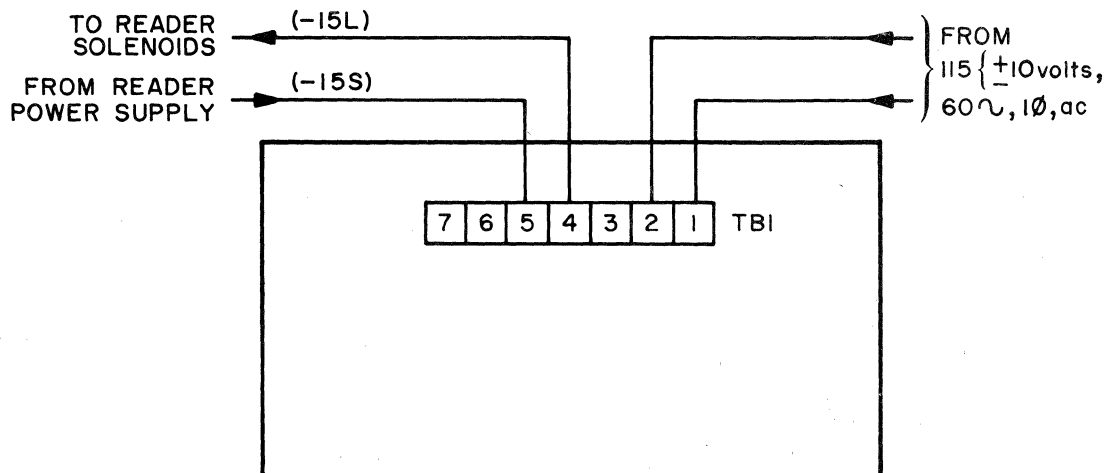 TO READER
SOLENOIDS
(-15L)
FROM READER
POWER SUPPLY
(-15S)
FROM
115 { ±10 volts,
60∿, 1Ø, ac
7 6 5 4 3 2 1 TB1